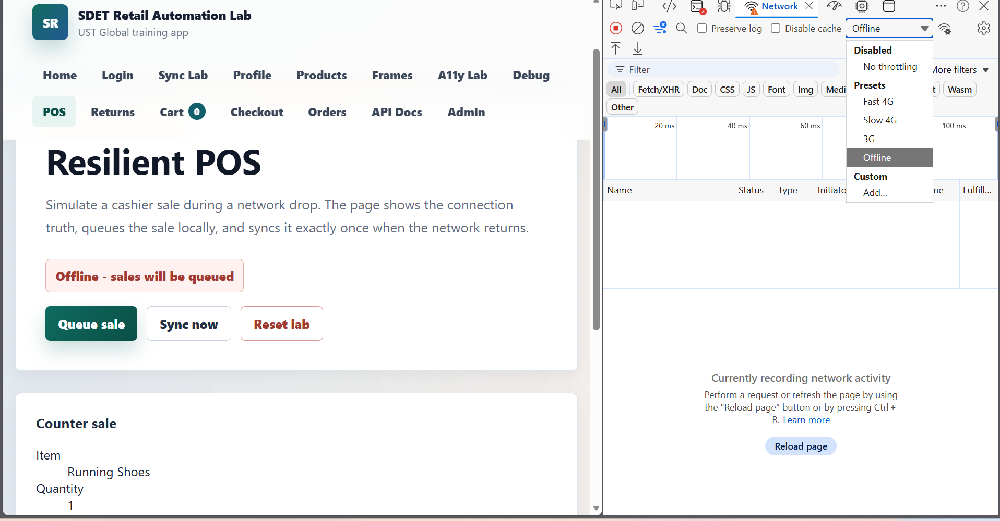 SR
SDET Retail Automation Lab
UST Global training app
Home Login Sync Lab Profile Products Frames A11y Lab Debug
POS Returns Cart 0 Checkout Orders API Docs Admin
Resilient POS
Simulate a cashier sale during a network drop. The page shows the connection
truth, queues the sale locally, and syncs it exactly once when the network returns.
Offline - sales will be queued
Queue sale Sync now Reset lab
Counter sale
Item
Running Shoes
Quantity
1
Network
Preserve log Disable cache Offline
Filter More filters
All Fetch/XHR Doc CSS JS Font Img Wasm
Other
20 ms 40 ms 60 ms 100 ms
Name Status Type Fulfill...
Disabled
No throttling
Presets
Fast 4G
Slow 4G
3G
Offline
Custom
Add...
Currently recording network activity
Perform a request or refresh the page by using
the "Reload page" button or by pressing Ctrl +
R. Learn more
Reload page